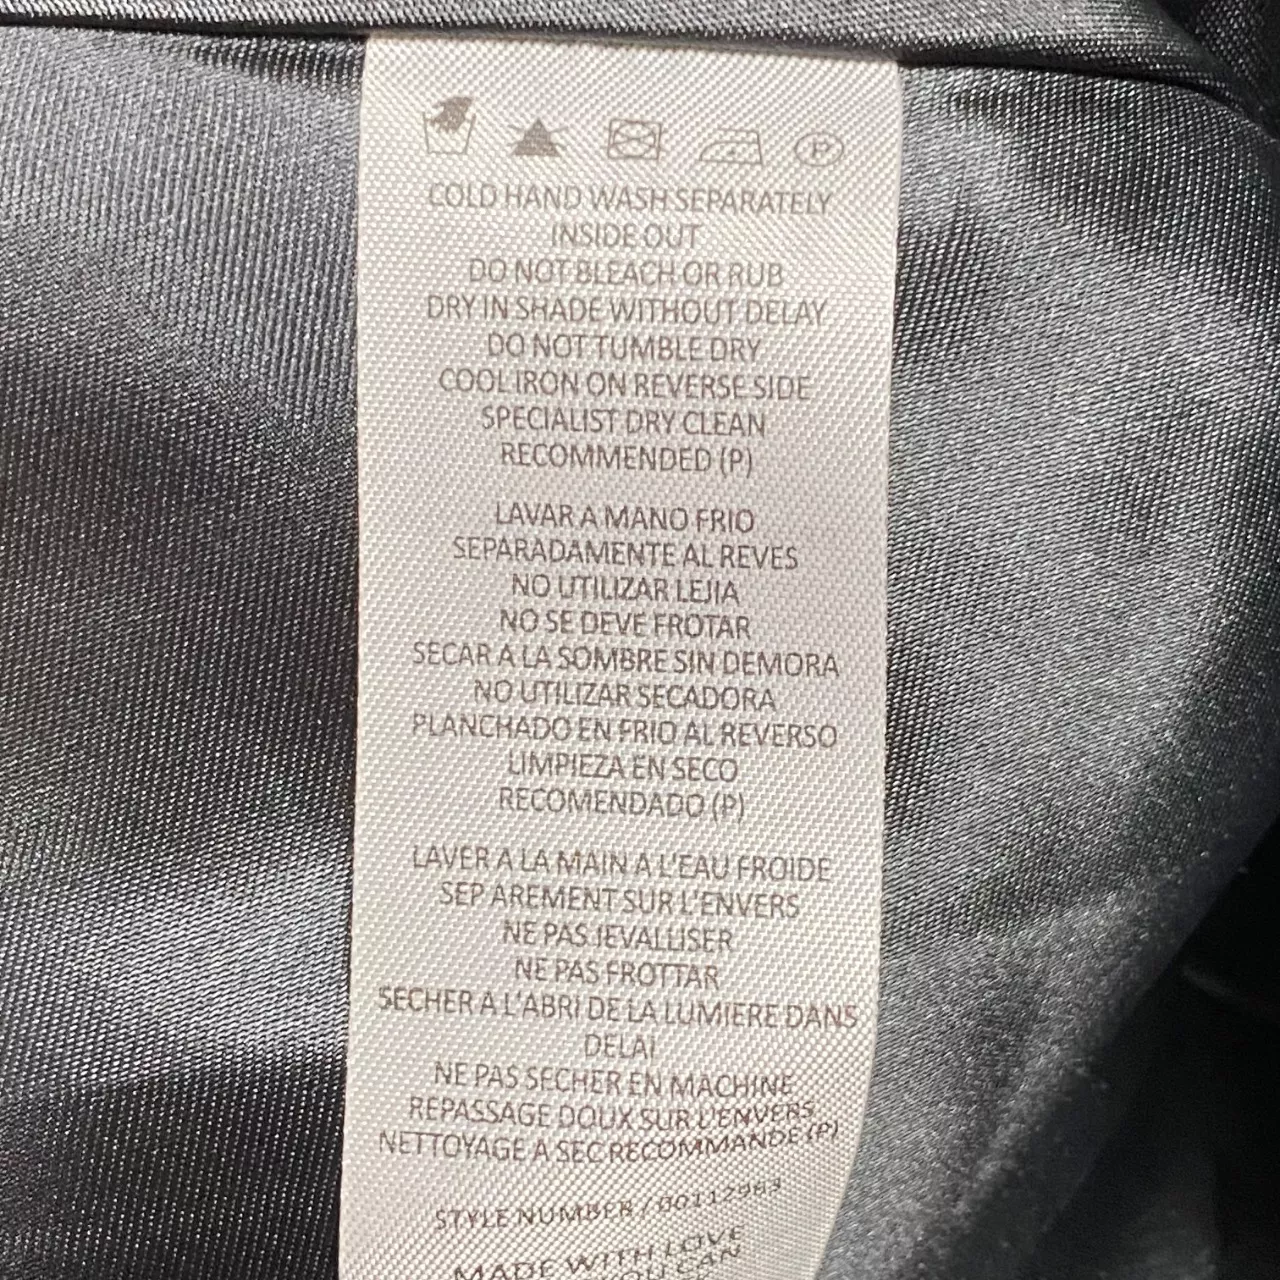 P
COLD HAND WASH SEPARATELY
INSIDE OUT
DO NOT BLEACH OR RUB
DRY IN SHADE WITHOUT DELAY
DO NOT TUMBLE DRY
COOL IRON ON REVERSE SIDE
SPECIALIST DRY CLEAN
RECOMMENDED (P)
LAVAR A MANO FRIO
SEPARADAMENTE AL REVES
NO UTILIZAR LEJIA
NO SE DEVE FROTAR
SECAR A LA SOMBRE SIN DEMORA
NO UTILIZAR SECADORA
PLANCHADO EN FRIO AL REVERSO
LIMPIEZA EN SECO
RECOMENDADO (P)
LAVER A LA MAIN A L'EAU FROIDE
SEP AREMENT SUR L'ENVERS
NE PAS JEVALLISER
NE PAS FROTTAR
SECHER A L'ABRI DE LA LUMIERE DANS
DELAI
NE PAS SECHER EN MACHINE
REPASSAGE DOUX SUR L'ENVERS
NETTOYAGE A SEC RECOMMANDE (P)
STYLE NUMBER / 00112963
MADE WITH LOVE
YOU CAN